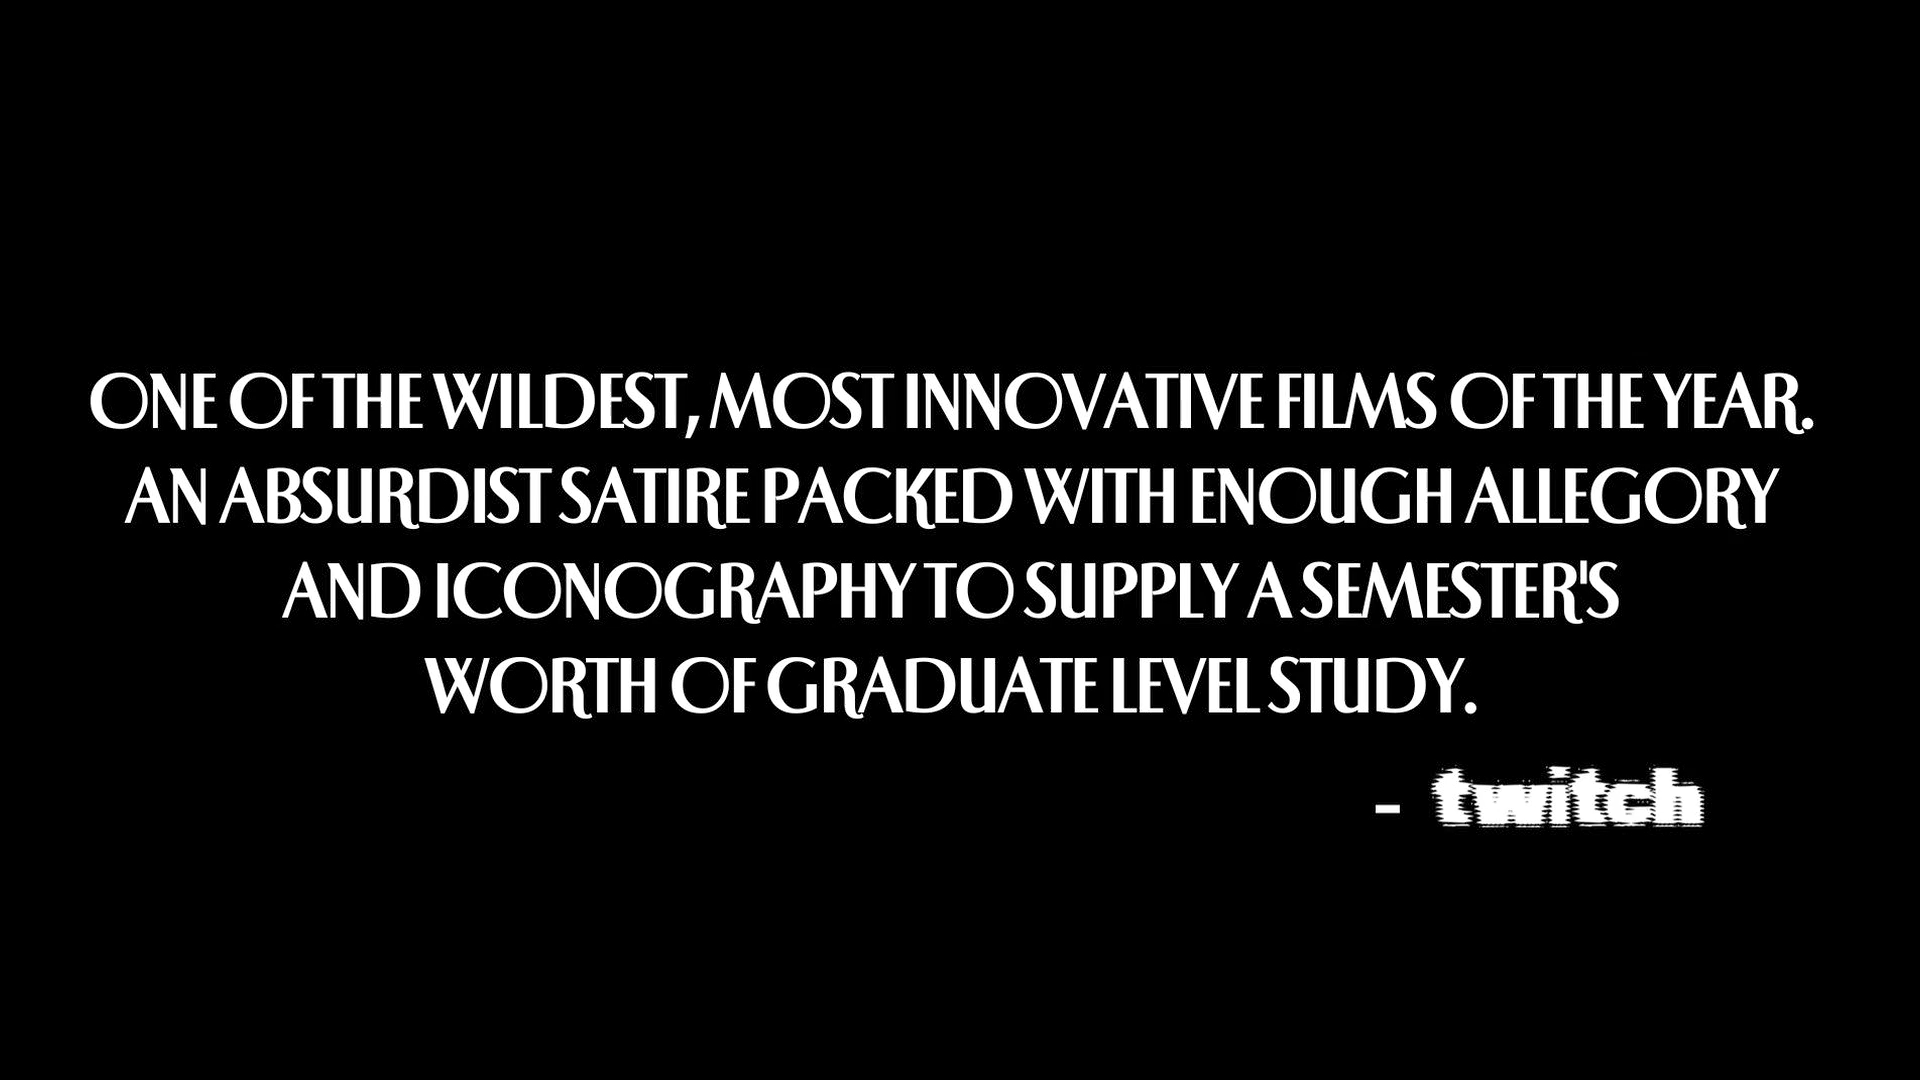 ONE OF THE WILDEST, MOST INNOVATIVE FILMS OF THE YEAR.
AN ABSURDIST SATIRE PACKED WITH ENOUGH ALLEGORY
AND ICONOGRAPHY TO SUPPLY A SEMESTER'S
WORTH OF GRADUATE LEVEL STUDY.
- twitch